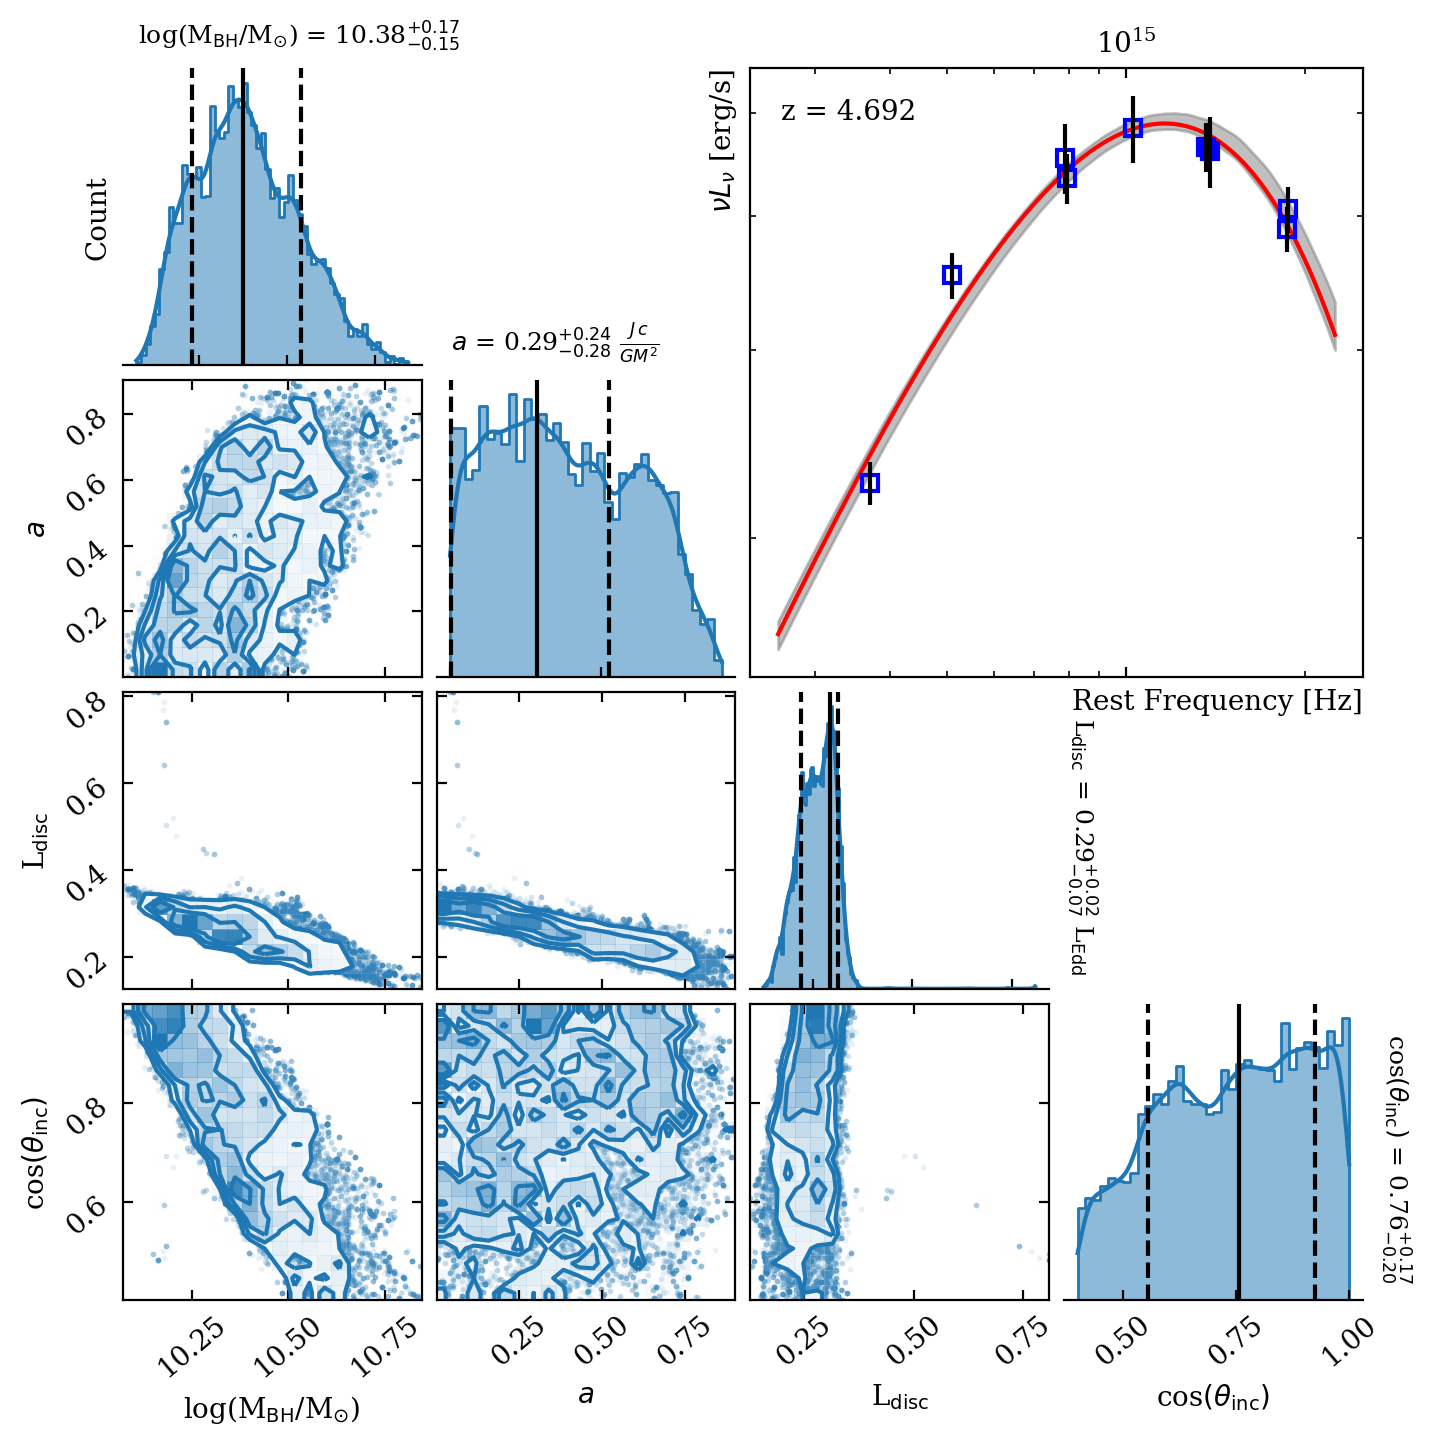 log(M_BH/M_⊙) = 10.38^{+0.17}_{-0.15}
10^15
z = 4.692
νL_ν [erg/s]
Count
a = 0.29^{+0.24}_{-0.28} \frac{J c}{GM^2}
0.8
0.6
0.4
0.2
a
Rest Frequency [Hz]
L_disc = 0.29^{+0.02}_{-0.07} L_Edd
0.8
0.6
0.4
0.2
L_disc
cos(θ_inc) = 0.76^{+0.17}_{-0.20}
0.8
0.6
cos(θ_inc)
10.25 10.50 10.75 0.25 0.50 0.75 0.25 0.50 0.75 0.50 0.75 1.00
log(M_BH/M_⊙) a L_disc cos(θ_inc)